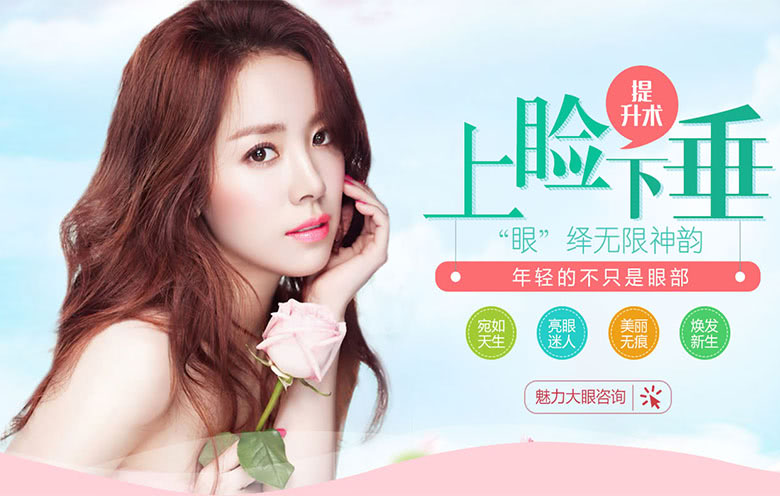 提
升术
上睑下垂
“眼”绎无限神韵
年轻的不只是眼部
宛如
天生
亮眼
迷人
美丽
无痕
焕发
新生
魅力大眼咨询